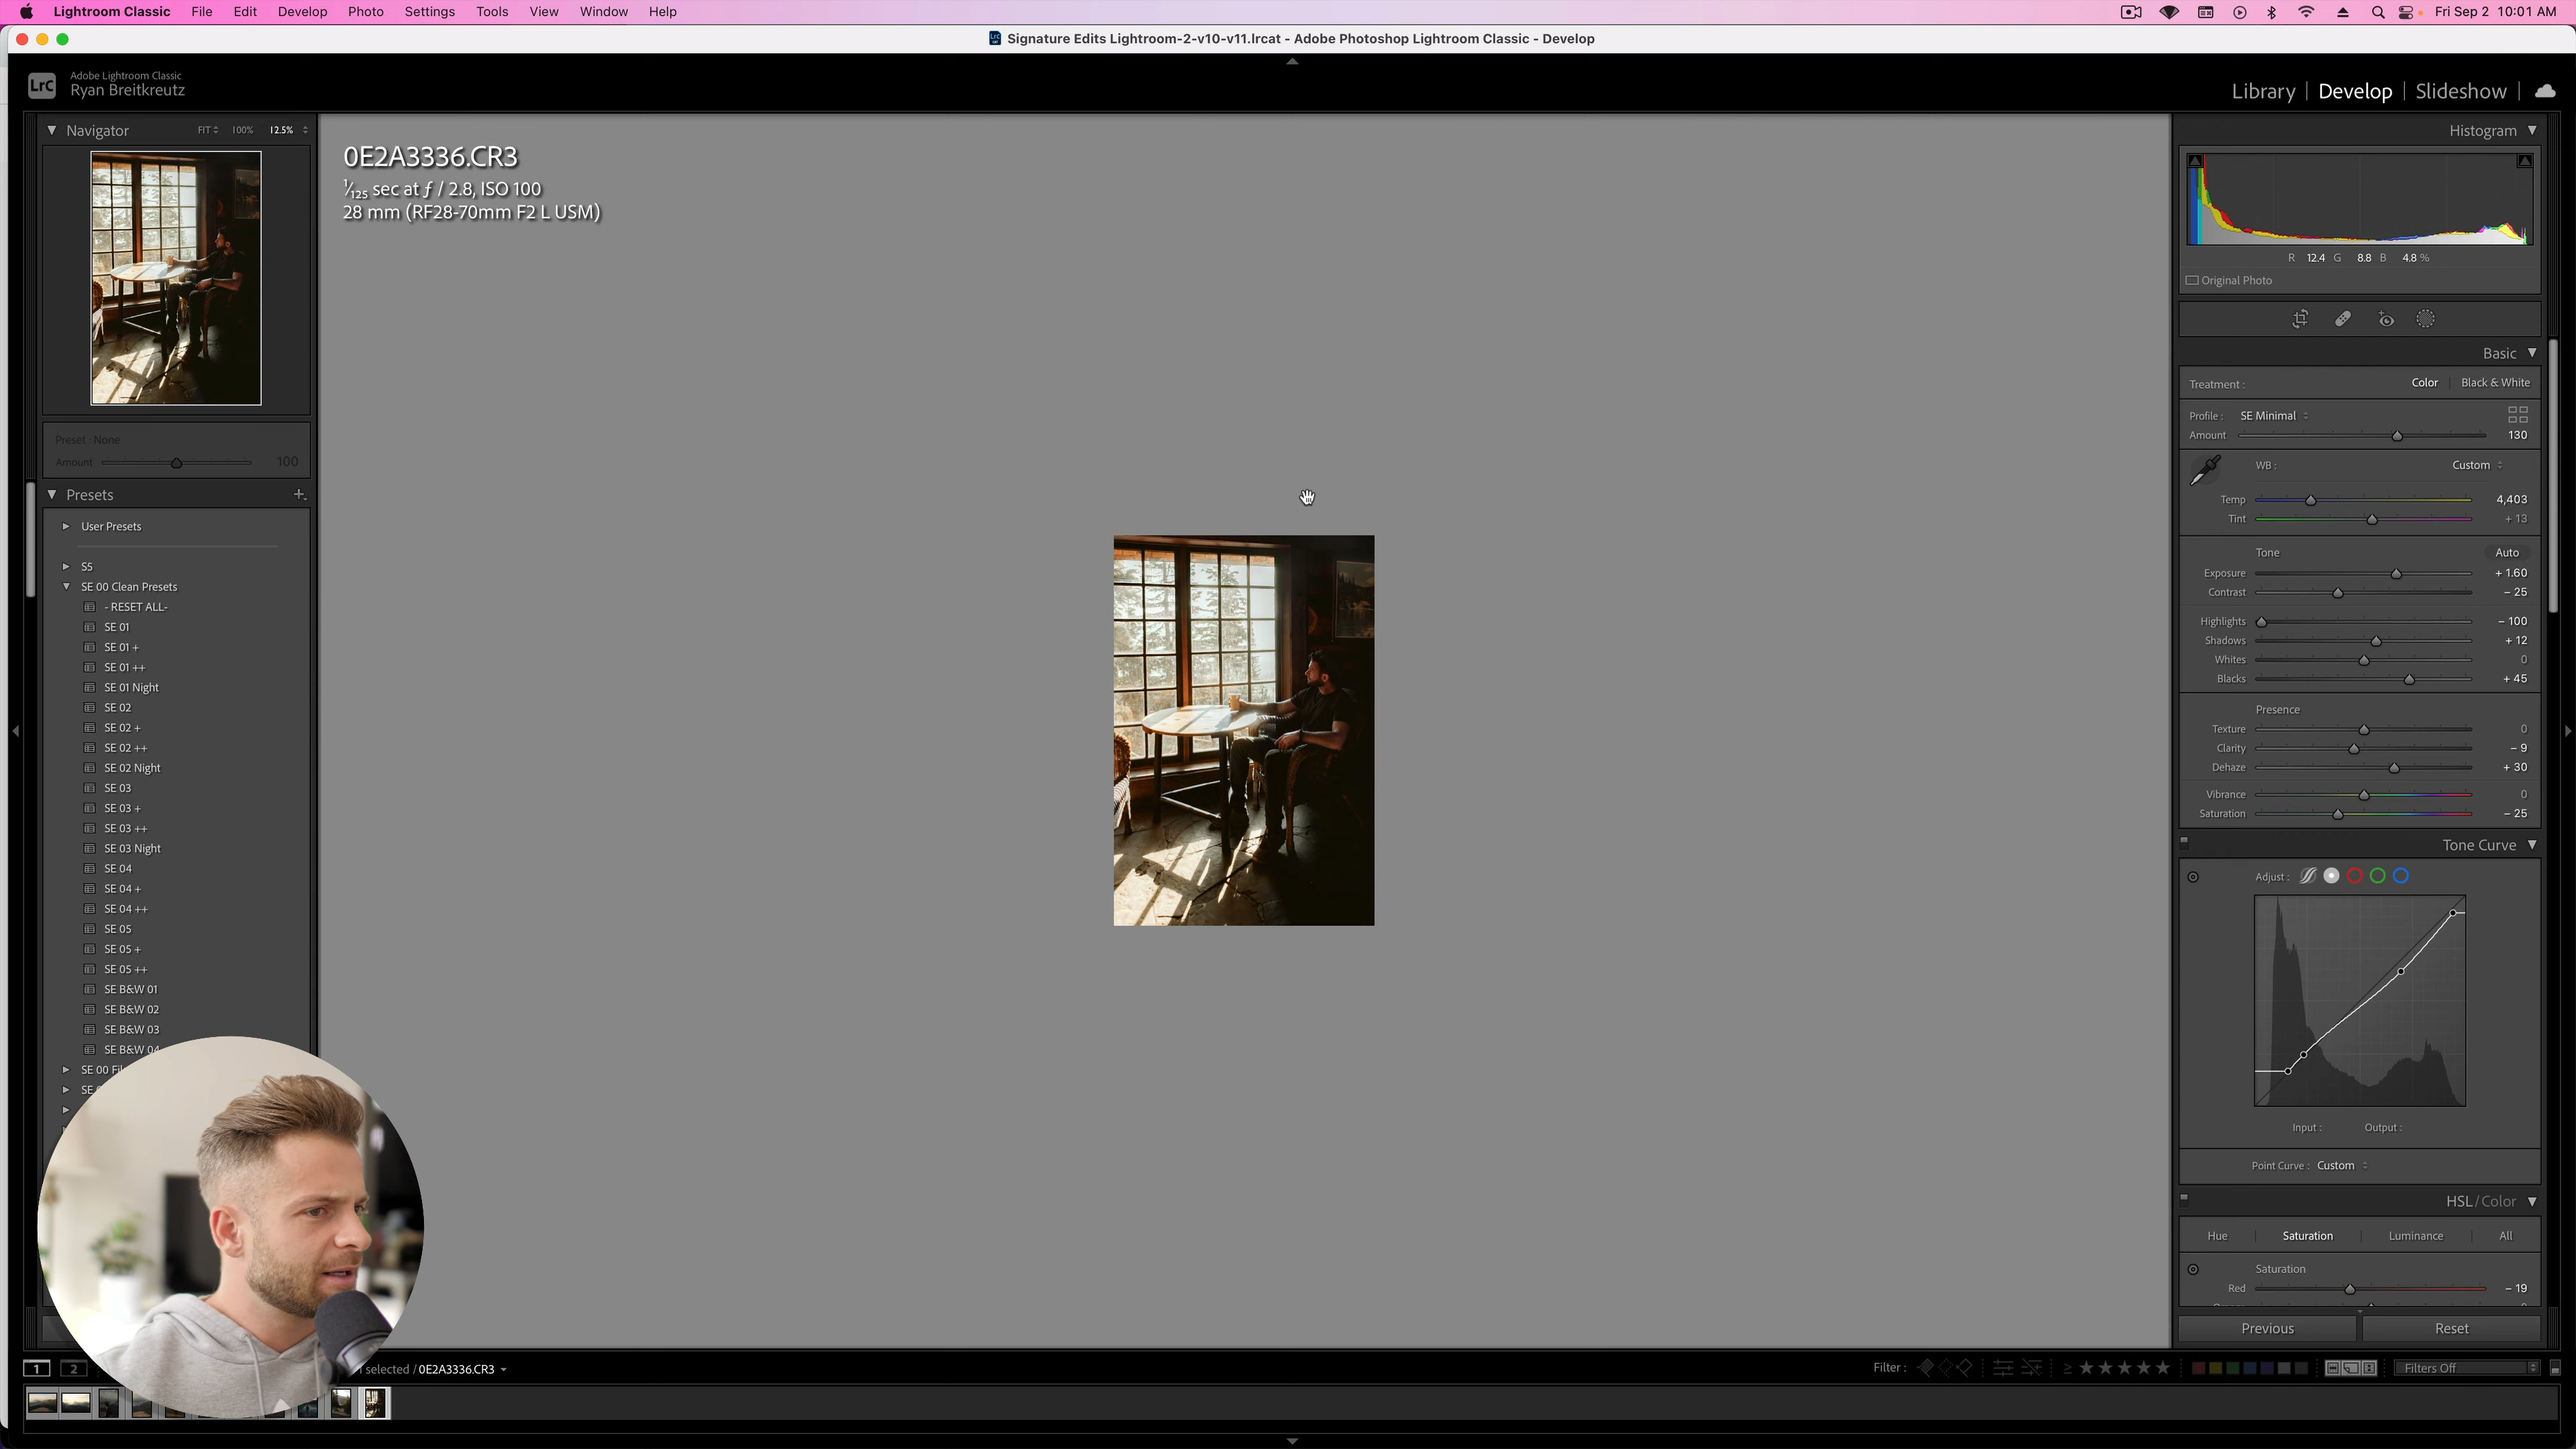 Lightroom Classic File Edit Develop Photo Settings Tools View Window Help Fri Sep 2 10:01 AM
Signature Edits Lightroom-2-v10-v11.lrcat - Adobe Photoshop Lightroom Classic - Develop
LrC Adobe Lightroom Classic
Ryan Breitkreutz
Library | Develop | Slideshow
Navigator FIT 100% 12.5%
Preset : None
Amount 100
Presets
User Presets
S5
SE 00 Clean Presets
- RESET ALL-
SE 01
SE 01 +
SE 01 ++
SE 01 Night
SE 02
SE 02 +
SE 02 ++
SE 02 Night
SE 03
SE 03 +
SE 03 ++
SE 03 Night
SE 04
SE 04 +
SE 04 ++
SE 05
SE 05 +
SE 05 ++
SE B&W 01
SE B&W 02
SE B&W 03
SE B&W 04
SE 00
0E2A3336.CR3
1/125 sec at ƒ / 2.8, ISO 100
28 mm (RF28-70mm F2 L USM)
Histogram
R 12.4 G 8.8 B 4.8 %
Original Photo
Basic
Treatment : Color | Black & White
Profile : SE Minimal
Amount 130
WB : Custom
Temp 4,403
Tint + 13
Tone Auto
Exposure + 1.60
Contrast – 25
Highlights – 100
Shadows + 12
Whites 0
Blacks + 45
Presence
Texture 0
Clarity – 9
Dehaze + 30
Vibrance 0
Saturation – 25
Tone Curve
Adjust :
Input : Output :
Point Curve : Custom
HSL / Color
Hue | Saturation | Luminance | All
Saturation
Red – 19
Previous Reset
1 2 selected / 0E2A3336.CR3 Filter : ≥ ★★★★★ Filters Off